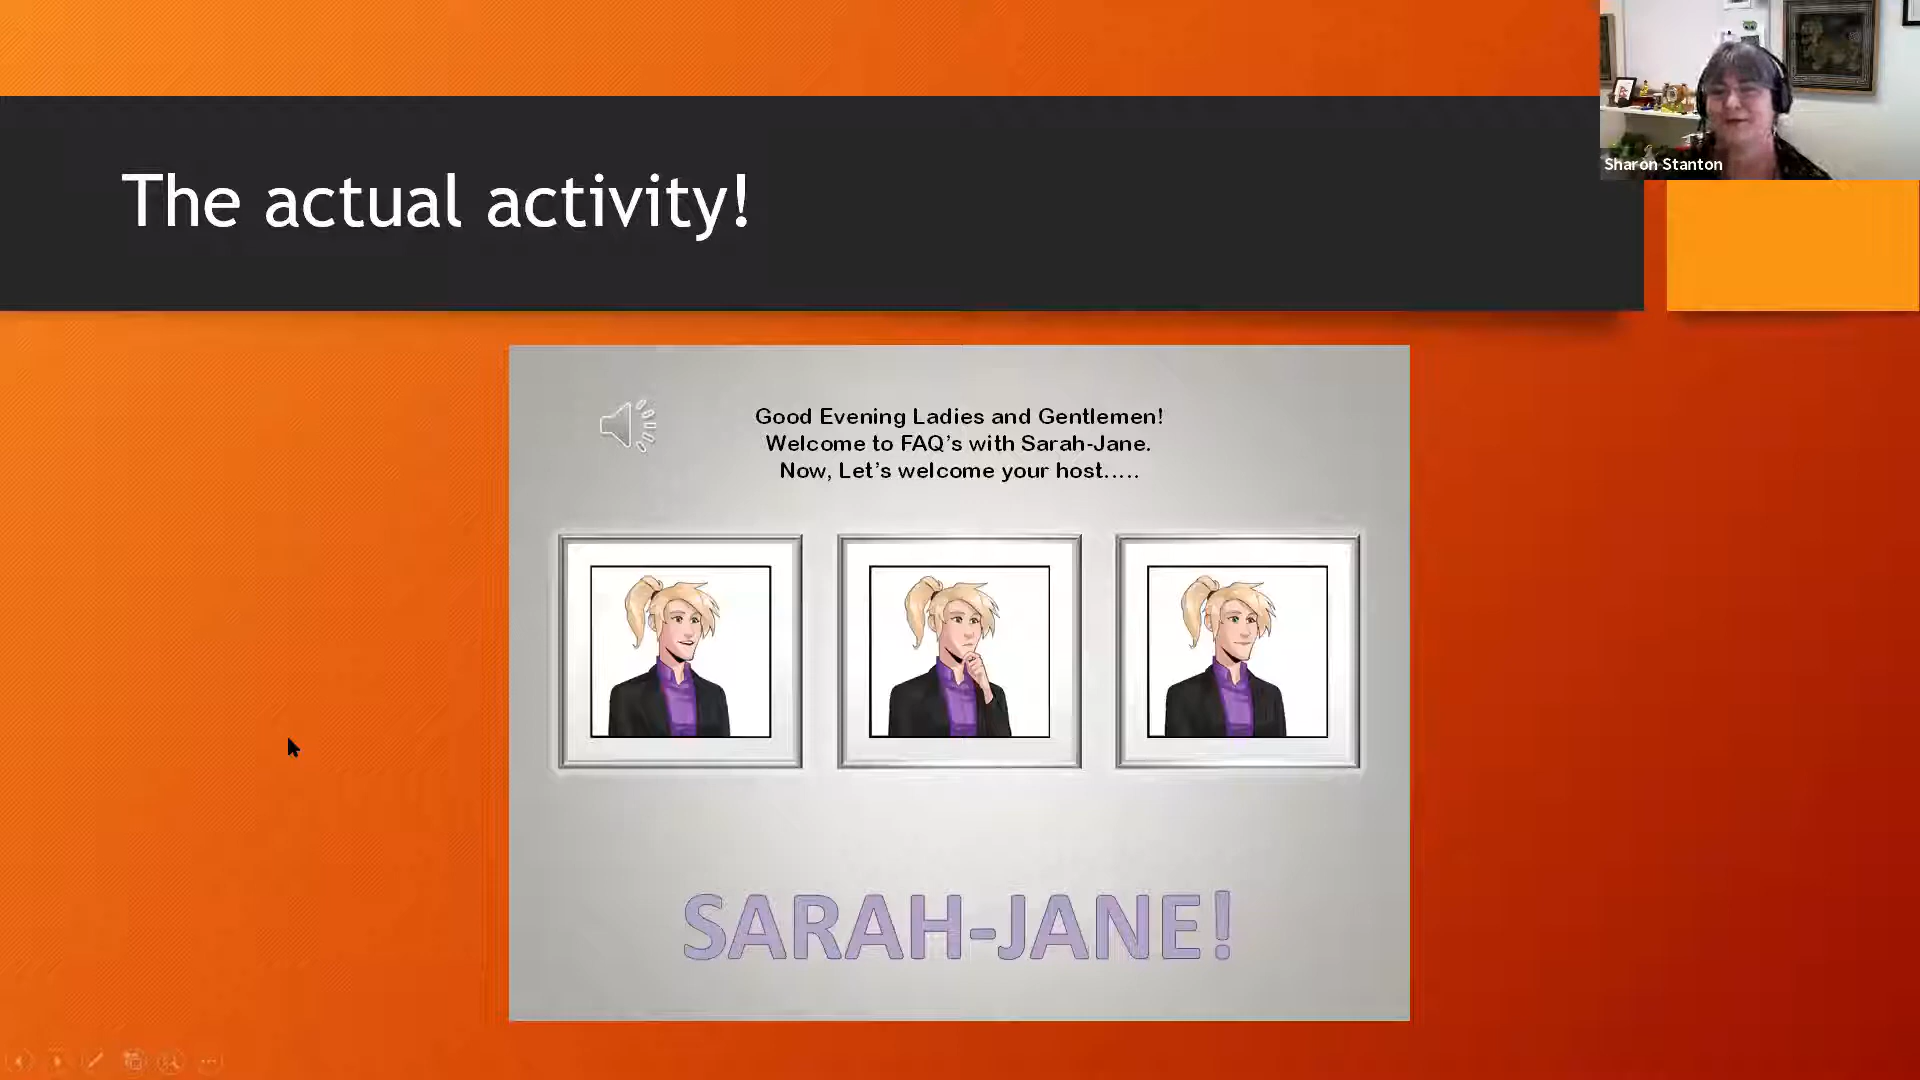 Sharon Stanton
The actual activity!
Good Evening Ladies and Gentlemen!
Welcome to FAQ’s with Sarah-Jane.
Now, Let’s welcome your host.....
SARAH-JANE!